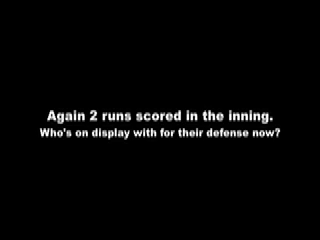 Again 2 runs scored in the inning.
Who's on display with for their defense now?